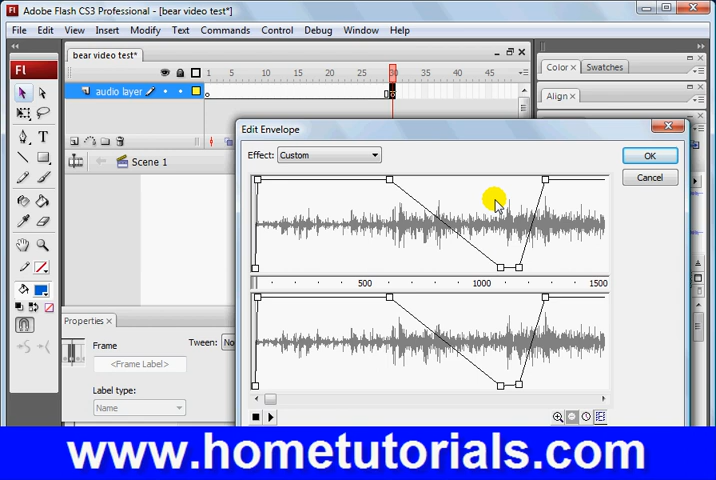 Adobe Flash CS3 Professional - [bear video test*]
File Edit View Insert Modify Text Commands Control Debug Window Help
bear video test*
1 5 10 15 20 25 30 35 40 45
Fl
audio layer
Color Swatches
Align
Edit Envelope
Effect: Custom
OK
Cancel
Scene 1
500 1000 1500
Properties
Frame
<Frame Label>
Label type:
Name
Tween: No
www.hometutorials.com